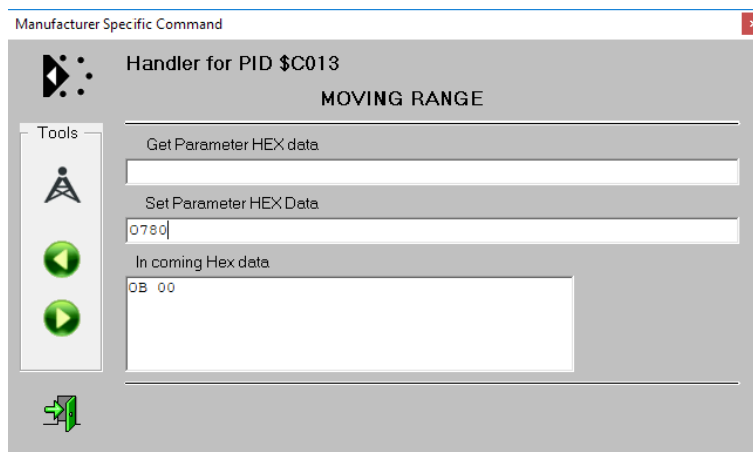 Manufacturer Specific Command
Handler for PID $C013
MOVING RANGE
Tools
Get Parameter HEX data
Set Parameter HEX Data
0780
In coming Hex data
0B 00